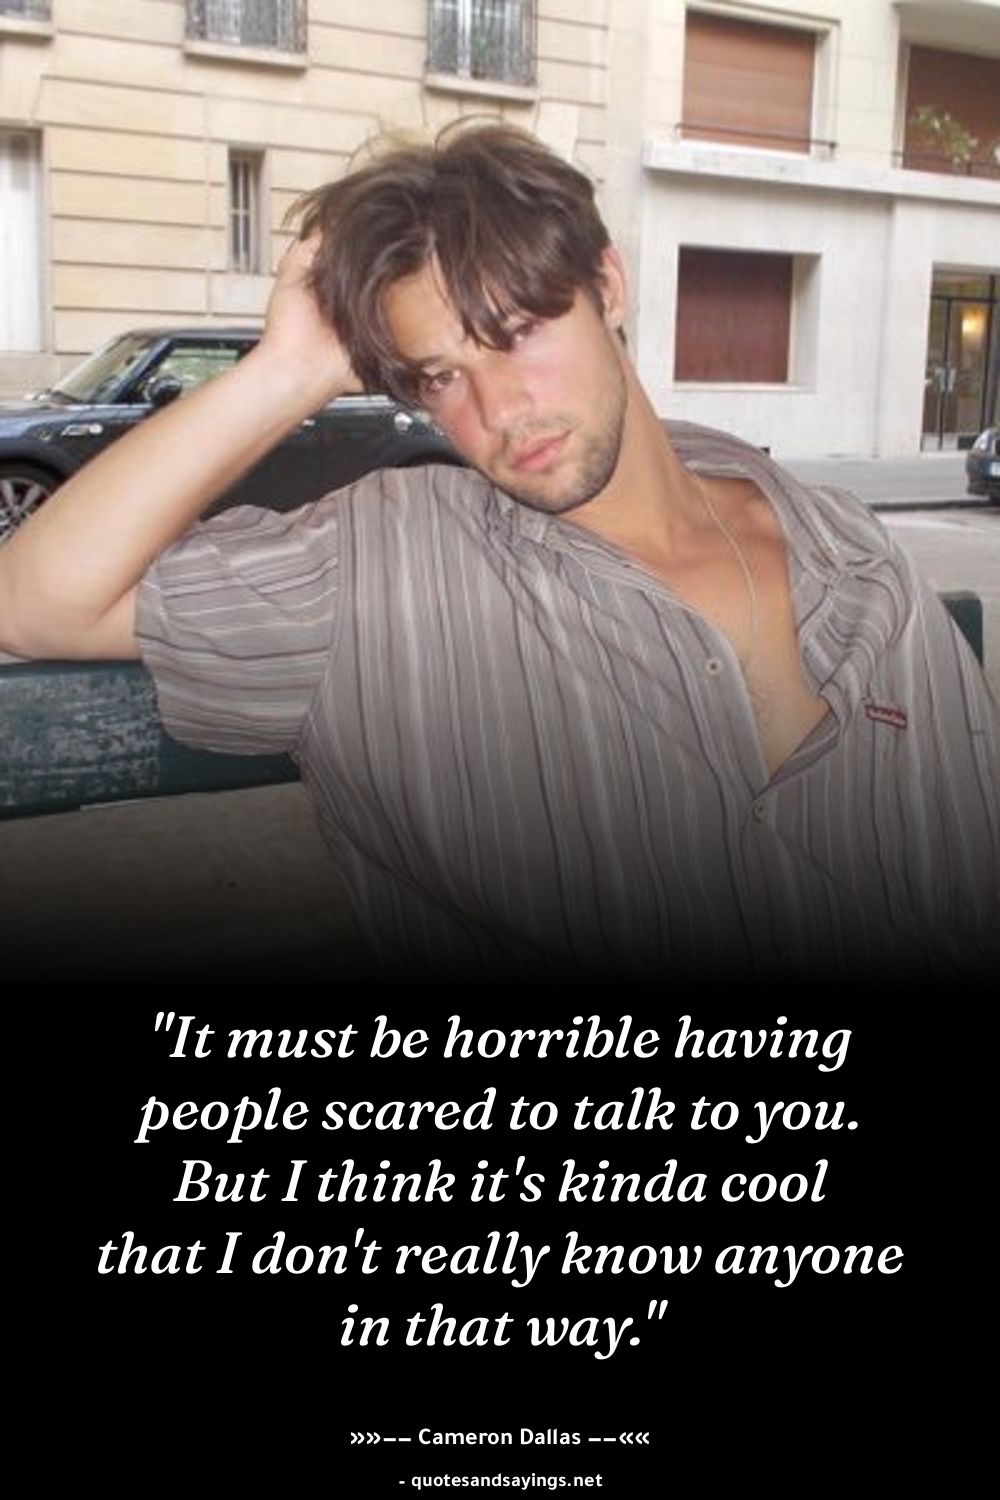 "It must be horrible having
people scared to talk to you.
But I think it's kinda cool
that I don't really know anyone
in that way."
»»–– Cameron Dallas ––««
- quotesandsayings.net